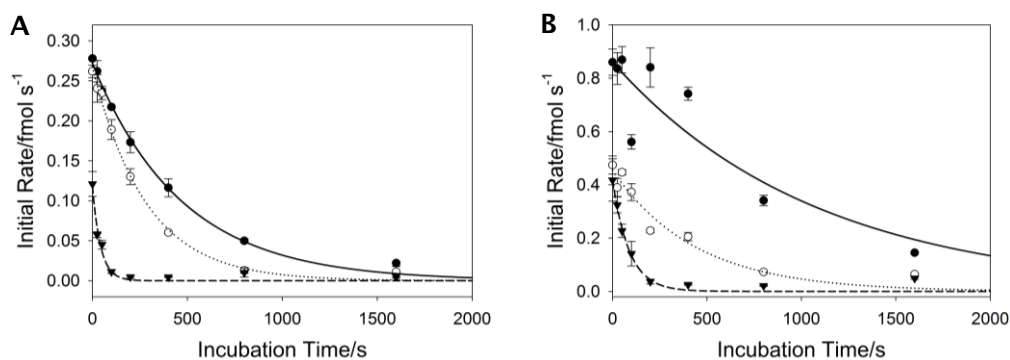 A
Initial Rate/fmol s⁻¹
0.30
0.25
0.20
0.15
0.10
0.05
0.00
0 500 1000 1500 2000
Incubation Time/s
B
Initial Rate/fmol s⁻¹
1.0
0.8
0.6
0.4
0.2
0.0
0 500 1000 1500 2000
Incubation Time/s